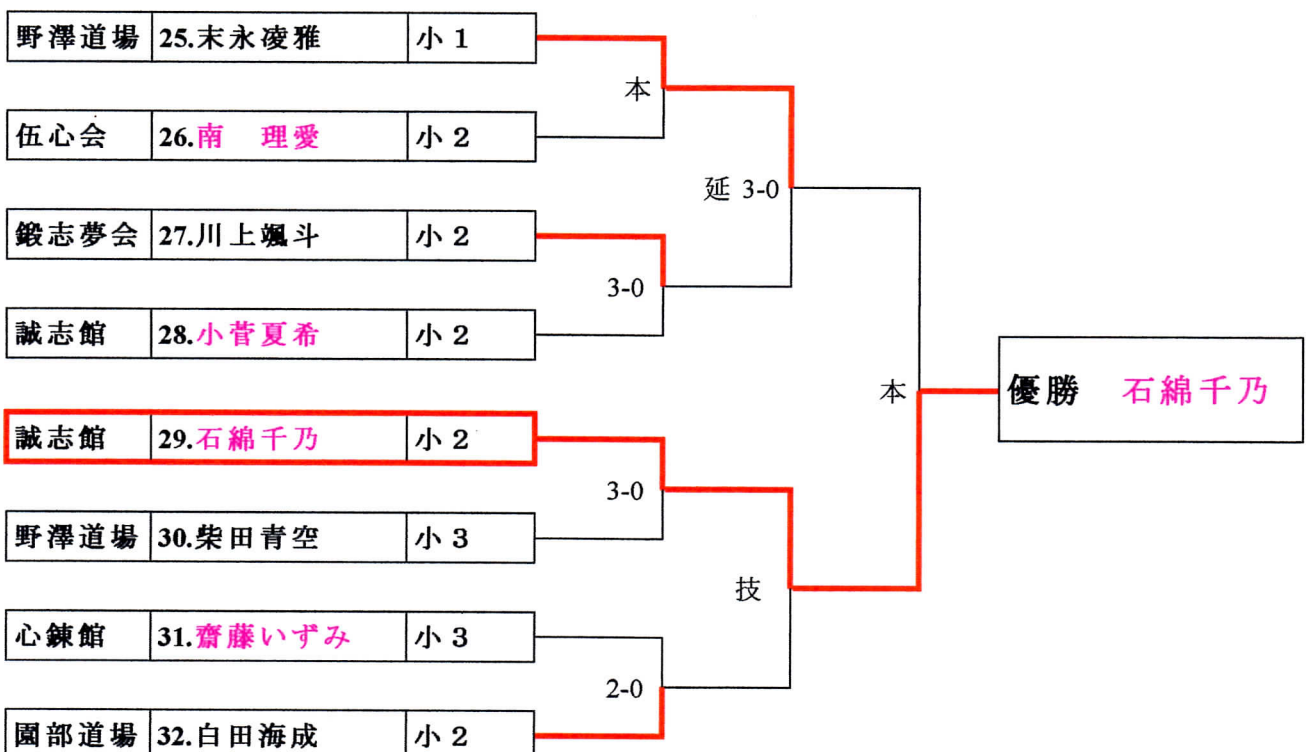 野澤道場 25.末永凌雅 小1
本
伍心会 26.南 理愛 小2
延 3-0
鍛志夢会 27.川上颯斗 小2
3-0
誠志館 28.小菅夏希 小2
本
優勝 石綿千乃
誠志館 29.石綿千乃 小2
3-0
野澤道場 30.柴田青空 小3
技
心錬館 31.齋藤いずみ 小3
2-0
園部道場 32.白田海成 小2